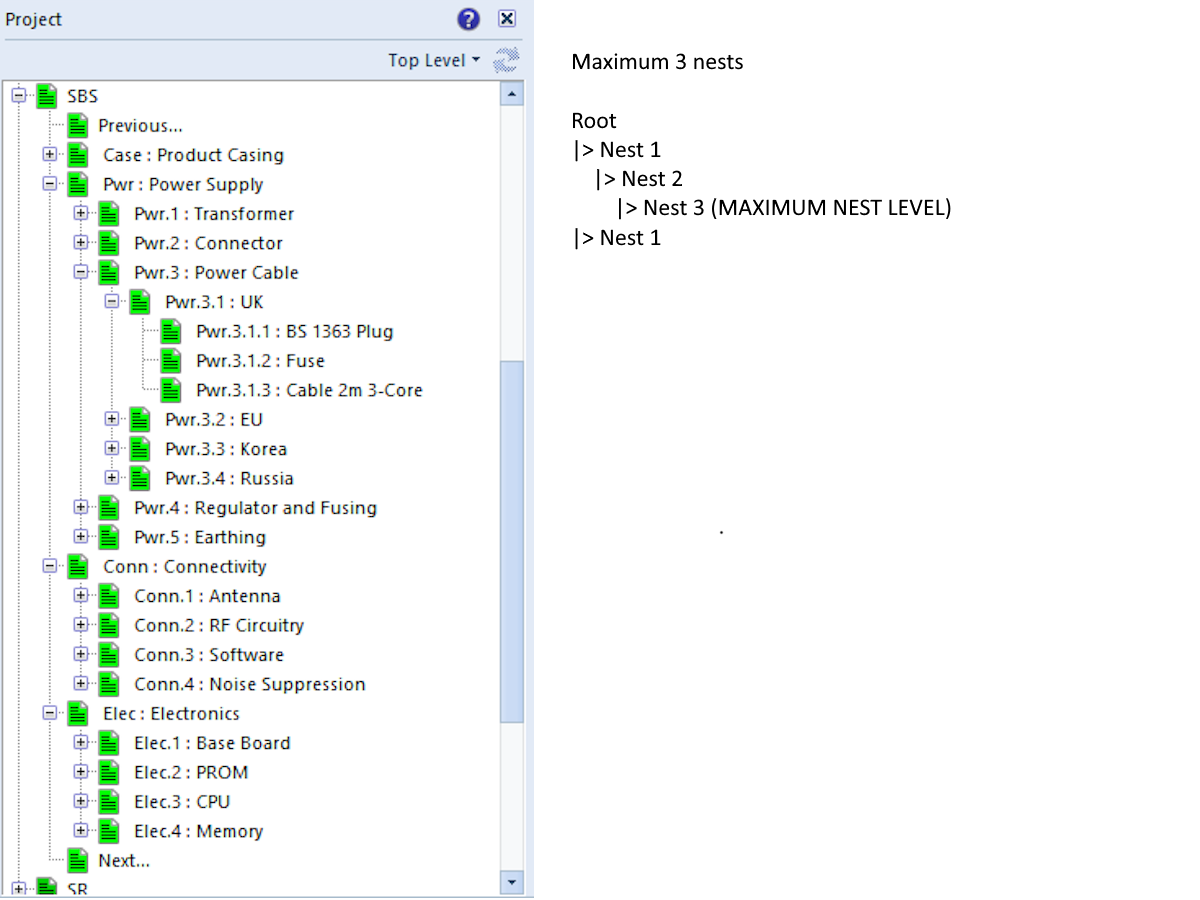 Project
Top Level
SBS
Previous...
Case : Product Casing
Pwr : Power Supply
Pwr.1 : Transformer
Pwr.2 : Connector
Pwr.3 : Power Cable
Pwr.3.1 : UK
Pwr.3.1.1 : BS 1363 Plug
Pwr.3.1.2 : Fuse
Pwr.3.1.3 : Cable 2m 3-Core
Pwr.3.2 : EU
Pwr.3.3 : Korea
Pwr.3.4 : Russia
Pwr.4 : Regulator and Fusing
Pwr.5 : Earthing
Conn : Connectivity
Conn.1 : Antenna
Conn.2 : RF Circuitry
Conn.3 : Software
Conn.4 : Noise Suppression
Elec : Electronics
Elec.1 : Base Board
Elec.2 : PROM
Elec.3 : CPU
Elec.4 : Memory
Next...
SR
Maximum 3 nests
Root
|> Nest 1
|> Nest 2
|> Nest 3 (MAXIMUM NEST LEVEL)
|> Nest 1
.